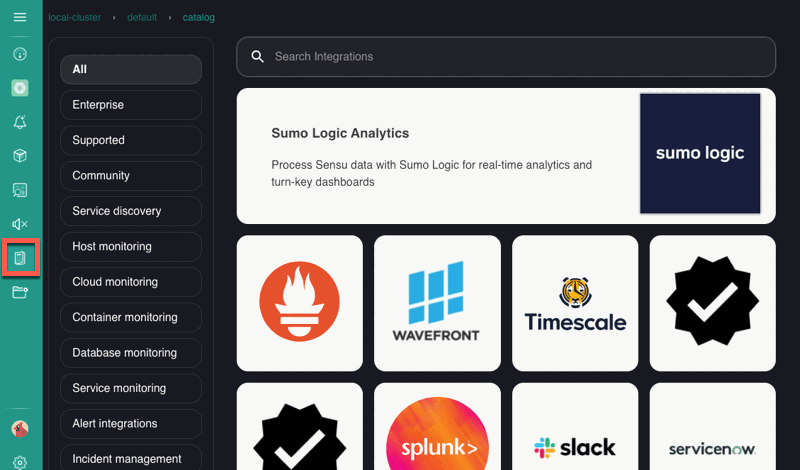 local-cluster › default › catalog
All
Enterprise
Supported
Community
Service discovery
Host monitoring
Cloud monitoring
Container monitoring
Database monitoring
Service monitoring
Alert integrations
Incident management
Search Integrations
Sumo Logic Analytics
Process Sensu data with Sumo Logic for real-time analytics and
turn-key dashboards
sumo logic
WAVEFRONT
Timescale
splunk>
slack
servicenow